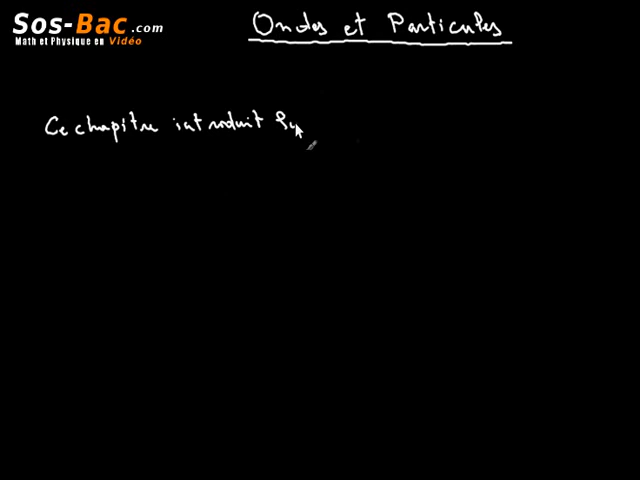 Sos-Bac.com
Math et Physique en Vidéo
Ondes et Particules
Ce chapitre introduit